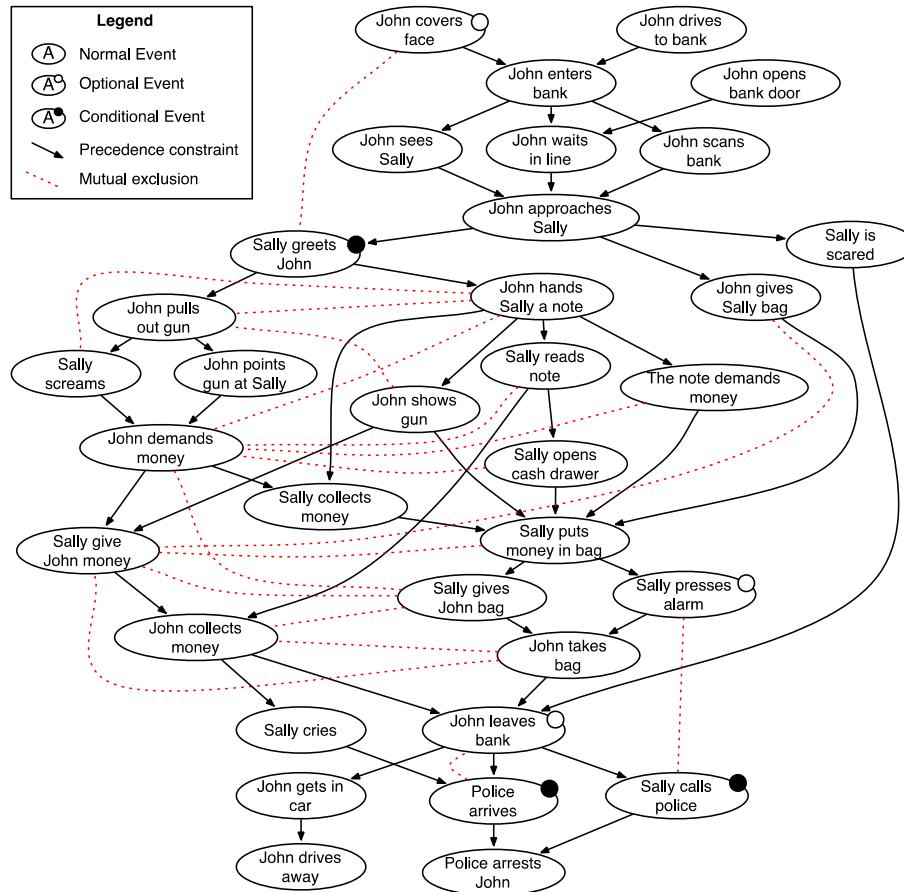 Legend
A Normal Event
A Optional Event
A Conditional Event
Precedence constraint
Mutual exclusion
John covers
face
John drives
to bank
John enters
bank
John opens
bank door
John sees
Sally
John waits
in line
John scans
bank
John approaches
Sally
Sally is
scared
Sally greets
John
John hands
Sally a note
John gives
Sally bag
John pulls
out gun
Sally
screams
John points
gun at Sally
Sally reads
note
The note demands
money
John shows
gun
John demands
money
Sally opens
cash drawer
Sally collects
money
Sally give
John money
Sally puts
money in bag
Sally gives
John bag
Sally presses
alarm
John collects
money
John takes
bag
Sally cries
John leaves
bank
John gets in
car
Police
arrives
Sally calls
police
John drives
away
Police arrests
John